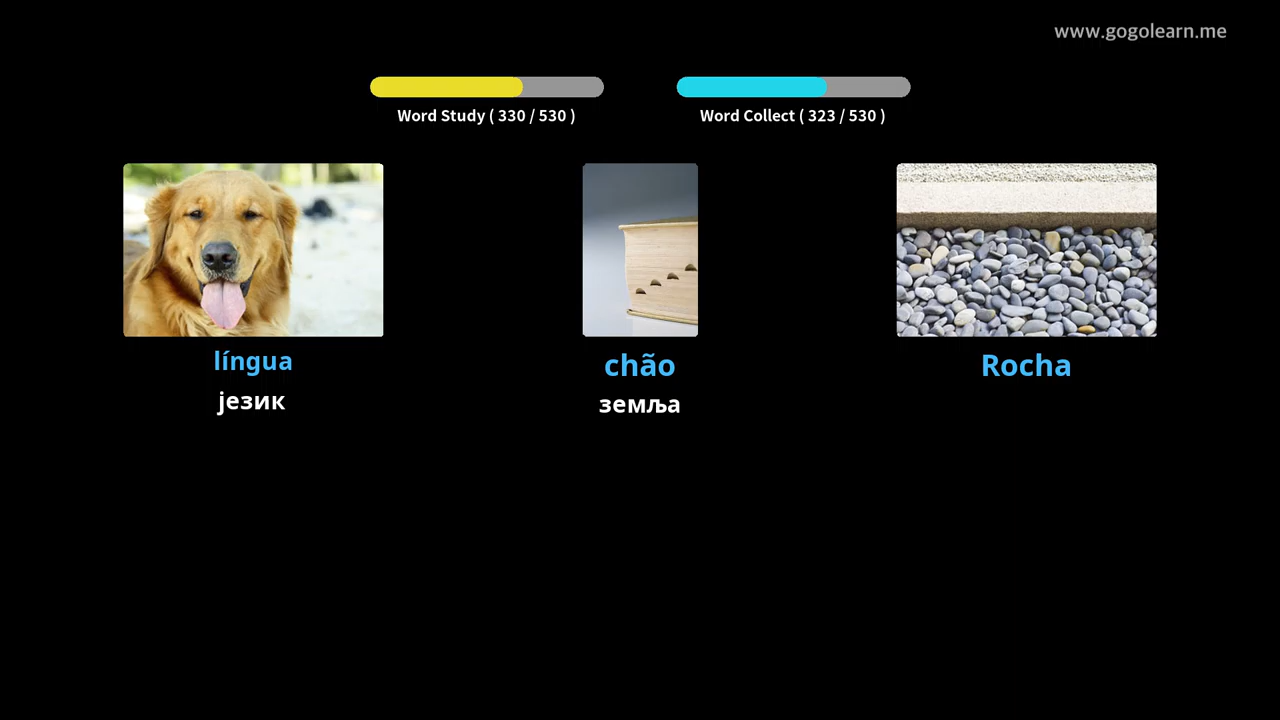 www.gogolearn.me
Word Study ( 330 / 530 )
Word Collect ( 323 / 530 )
língua
језик
chão
земља
Rocha